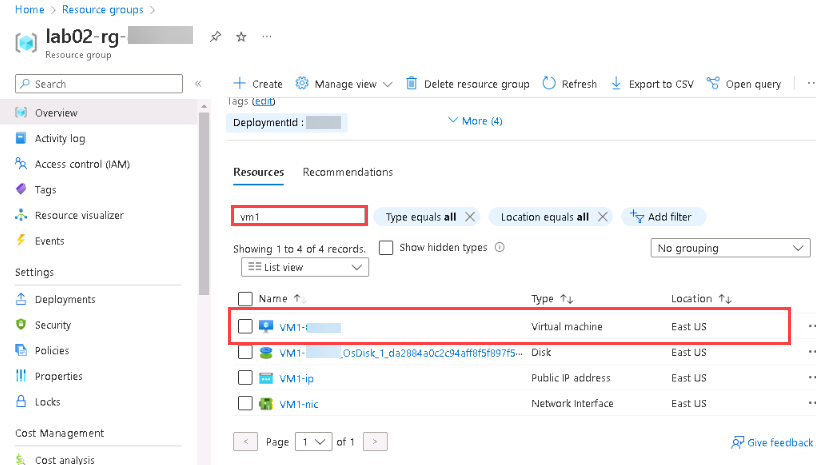 Home > Resource groups >
lab02-rg-
Resource group
Search
Overview
Activity log
Access control (IAM)
Tags
Resource visualizer
Events
Settings
Deployments
Security
Policies
Properties
Locks
Cost Management
Cost analysis
Create Manage view Delete resource group Refresh Export to CSV Open query
Tags (edit)
DeploymentId : More (4)
Resources Recommendations
vm1 Type equals all Location equals all Add filter
Showing 1 to 4 of 4 records. Show hidden types No grouping
List view
Name Type Location
VM1- Virtual machine East US
VM1- _OsDisk_1_da2884a0c2c94aff8f5f897f5··· Disk East US
VM1-ip Public IP address East US
VM1-nic Network Interface East US
< Page 1 of 1 >
Give feedback